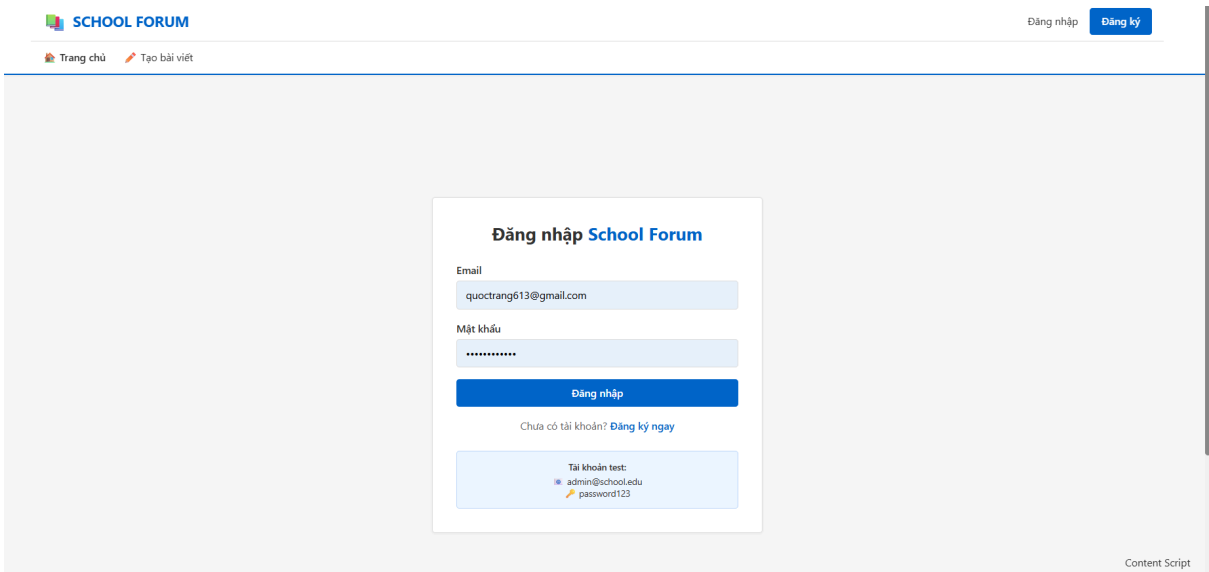 SCHOOL FORUM
Đăng nhập
Đăng ký
Trang chủ
Tạo bài viết
Đăng nhập School Forum
Email
quoctrang613@gmail.com
Mật khẩu
••••••••••••
Đăng nhập
Chưa có tài khoản? Đăng ký ngay
Tài khoản test:
admin@school.edu
password123
Content Script